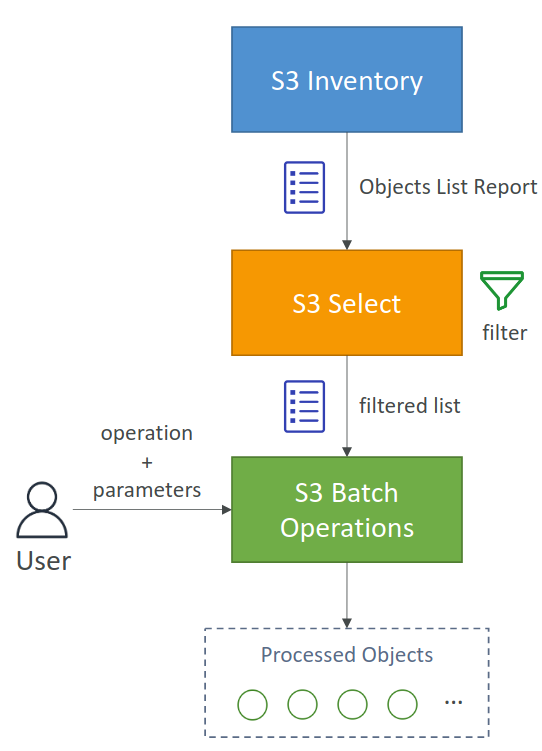 S3 Inventory
Objects List Report
S3 Select
filter
filtered list
operation
+
parameters
User
S3 Batch
Operations
Processed Objects
...